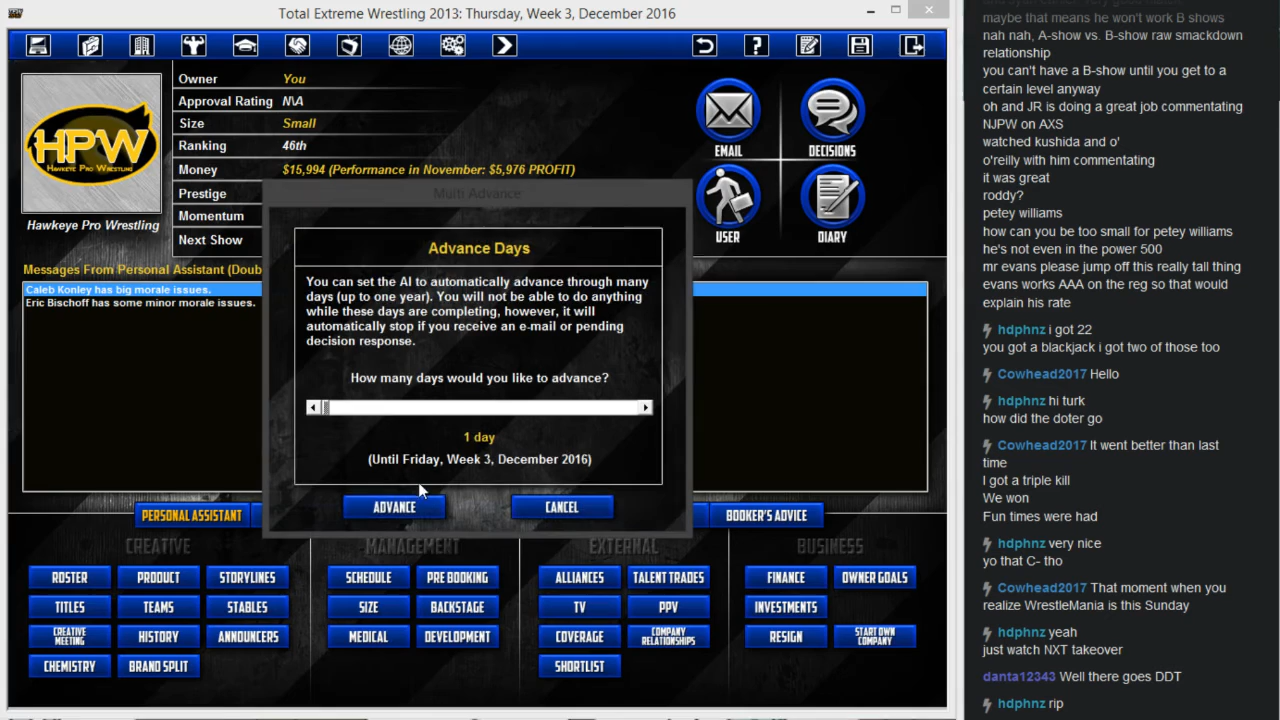 Total Extreme Wrestling 2013: Thursday, Week 3, December 2016
HPW
HAWKEYE PRO WRESTLING
Hawkeye Pro Wrestling
Owner You
Approval Rating N\A
Size Small
Ranking 46th
Money $15,994 (Performance in November: $5,976 PROFIT)
Prestige
Momentum
Next Show
EMAIL
DECISIONS
USER
DIARY
Messages From Personal Assistant (Doub
Caleb Konley has big morale issues.
Eric Bischoff has some minor morale issues.
Multi Advance
Advance Days
You can set the AI to automatically advance through many
days (up to one year). You will not be able to do anything
while these days are completing, however, it will
automatically stop if you receive an e-mail or pending
decision response.
How many days would you like to advance?
1 day
(Until Friday, Week 3, December 2016)
ADVANCE
CANCEL
PERSONAL ASSISTANT
BOOKER'S ADVICE
CREATIVE
MANAGEMENT
EXTERNAL
BUSINESS
ROSTER PRODUCT STORYLINES
SCHEDULE PRE BOOKING
ALLIANCES TALENT TRADES
FINANCE OWNER GOALS
TITLES TEAMS STABLES
SIZE BACKSTAGE
TV PPV
INVESTMENTS
CREATIVE
MEETING
HISTORY ANNOUNCERS
MEDICAL DEVELOPMENT
COVERAGE
COMPANY
RELATIONSHIPS
RESIGN
START OWN
COMPANY
CHEMISTRY BRAND SPLIT
SHORTLIST
maybe that means he won't work B shows
nah nah, A-show vs. B-show raw smackdown
relationship
you can't have a B-show until you get to a
certain level anyway
oh and JR is doing a great job commentating
NJPW on AXS
watched kushida and o'
o'reilly with him commentating
it was great
roddy?
petey williams
how can you be too small for petey williams
he's not even in the power 500
mr evans please jump off this really tall thing
evans works AAA on the reg so that would
explain his rate
hdphnz i got 22
you got a blackjack i got two of those too
Cowhead2017 Hello
hdphnz hi turk
how did the doter go
Cowhead2017 It went better than last
time
I got a triple kill
We won
Fun times were had
hdphnz very nice
yo that C- tho
Cowhead2017 That moment when you
realize WrestleMania is this Sunday
hdphnz yeah
just watch NXT takeover
danta12343 Well there goes DDT
hdphnz rip